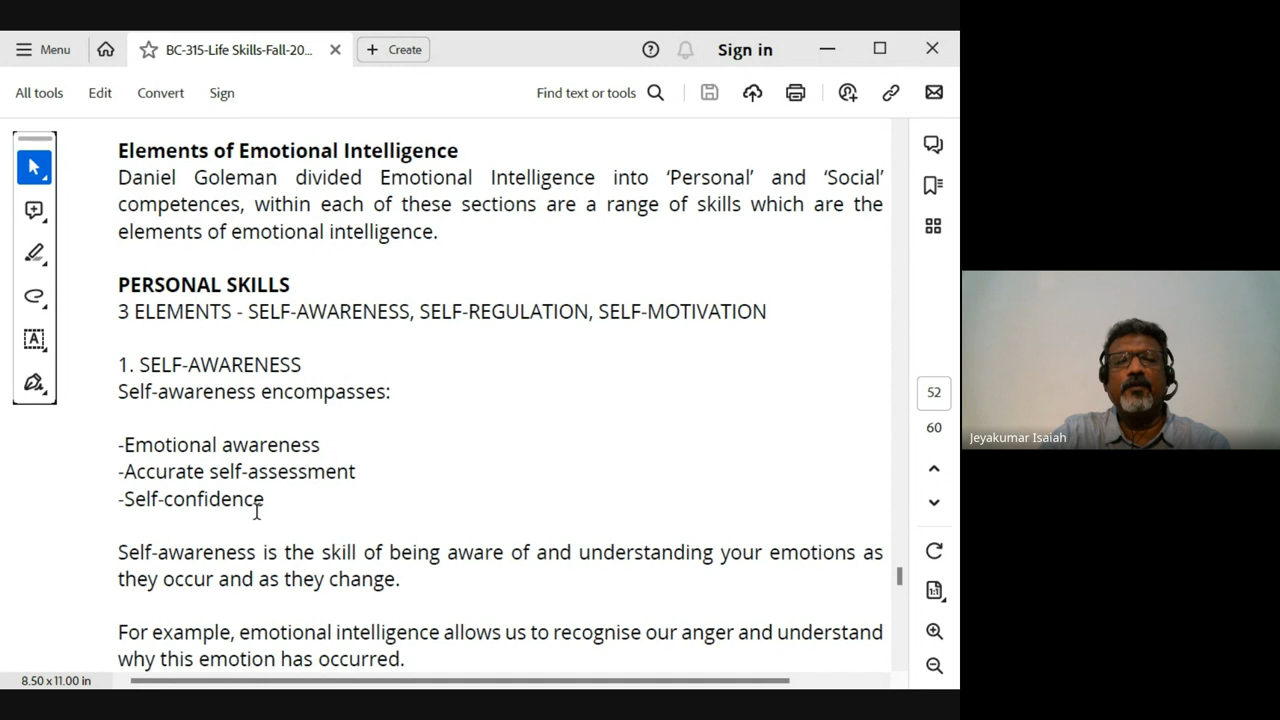 Menu
BC-315-Life Skills-Fall-20...
Create
Sign in
All tools
Edit
Convert
Sign
Find text or tools
Elements of Emotional Intelligence
Daniel Goleman divided Emotional Intelligence into ‘Personal’ and ‘Social’
competences, within each of these sections are a range of skills which are the
elements of emotional intelligence.
PERSONAL SKILLS
3 ELEMENTS - SELF-AWARENESS, SELF-REGULATION, SELF-MOTIVATION
1. SELF-AWARENESS
Self-awareness encompasses:
-Emotional awareness
-Accurate self-assessment
-Self-confidence
Self-awareness is the skill of being aware of and understanding your emotions as
they occur and as they change.
For example, emotional intelligence allows us to recognise our anger and understand
why this emotion has occurred.
8.50 x 11.00 in
52
60
1:1
Jeyakumar Isaiah